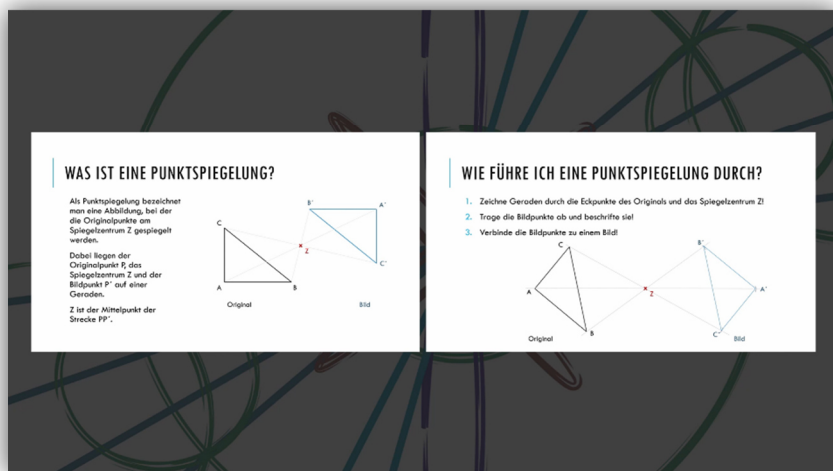 WAS IST EINE PUNKTSPIEGELUNG?
Als Punktspiegelung bezeichnet
man eine Abbildung, bei der
die Originalpunkte am
Spiegelzentrum Z gespiegelt
werden.
Dabei liegen der
Originalpunkt P, das
Spiegelzentrum Z und der
Bildpunkt P´ auf einer
Geraden.
Z ist der Mittelpunkt der
Strecke PP´.
B´
A´
C
Z
C´
A
B
Original
Bild
WIE FÜHRE ICH EINE PUNKTSPIEGELUNG DURCH?
1. Zeichne Geraden durch die Eckpunkte des Originals und das Spiegelzentrum Z!
2. Trage die Bildpunkte ab und beschrifte sie!
3. Verbinde die Bildpunkte zu einem Bild!
C
B´
A
Z
A´
B
C´
Original
Bild